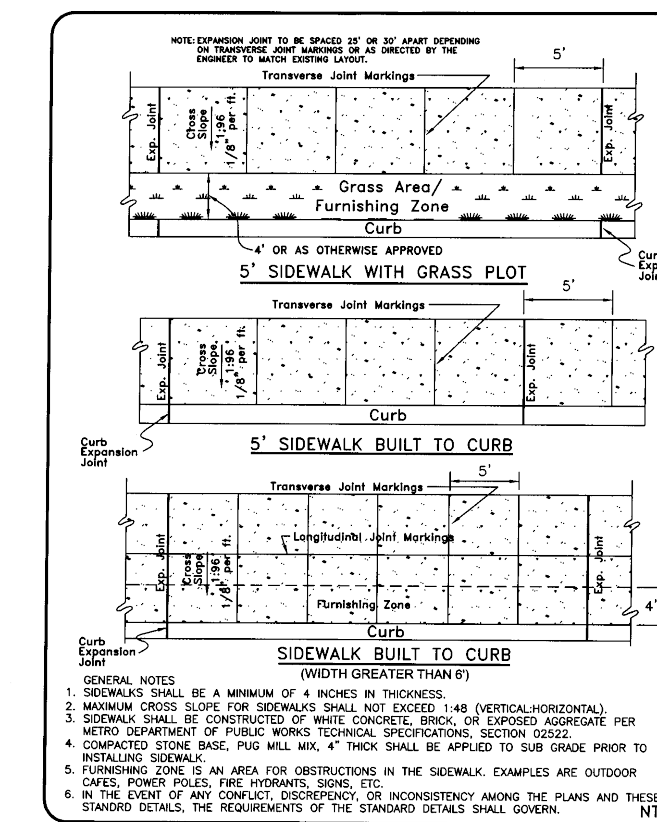 NOTE: EXPANSION JOINT TO BE SPACED 25' OR 30' APART DEPENDING
ON TRANSVERSE JOINT MARKINGS OR AS DIRECTED BY THE
ENGINEER TO MATCH EXISTING LAYOUT.
Transverse Joint Markings
5'
Exp. Joint
Cross
Slope
1:96
1/8" per ft.
Exp. Joint
Grass Area/
Furnishing Zone
Curb
4' OR AS OTHERWISE APPROVED
Cur
Exp
Joi
5' SIDEWALK WITH GRASS PLOT
5'
Transverse Joint Markings
Exp. Joint
Cross
Slope
1:96
1/8" per ft.
Exp. Joint
Curb
Curb
Expansion
Joint
5' SIDEWALK BUILT TO CURB
5'
Transverse Joint Markings
Longitudinal Joint Markings
Exp. Joint
Cross
Slope
1:96
1/8" per ft.
Exp. Joint
Furnishing Zone
4'
Curb
Curb
Expansion
Joint
SIDEWALK BUILT TO CURB
(WIDTH GREATER THAN 6')
GENERAL NOTES
1. SIDEWALKS SHALL BE A MINIMUM OF 4 INCHES IN THICKNESS.
2. MAXIMUM CROSS SLOPE FOR SIDEWALKS SHALL NOT EXCEED 1:48 (VERTICAL:HORIZONTAL).
3. SIDEWALK SHALL BE CONSTRUCTED OF WHITE CONCRETE, BRICK, OR EXPOSED AGGREGATE PER
METRO DEPARTMENT OF PUBLIC WORKS TECHNICAL SPECIFICATIONS, SECTION 02522.
4. COMPACTED STONE BASE, PUG MILL MIX, 4" THICK SHALL BE APPLIED TO SUB GRADE PRIOR TO
INSTALLING SIDEWALK.
5. FURNISHING ZONE IS AN AREA FOR OBSTRUCTIONS IN THE SIDEWALK. EXAMPLES ARE OUTDOOR
CAFES, POWER POLES, FIRE HYDRANTS, SIGNS, ETC.
6. IN THE EVENT OF ANY CONFLICT, DISCREPENCY, OR INCONSISTENCY AMONG THE PLANS AND THESE
STANDRD DETAILS, THE REQUIREMENTS OF THE STANDARD DETAILS SHALL GOVERN.
NT